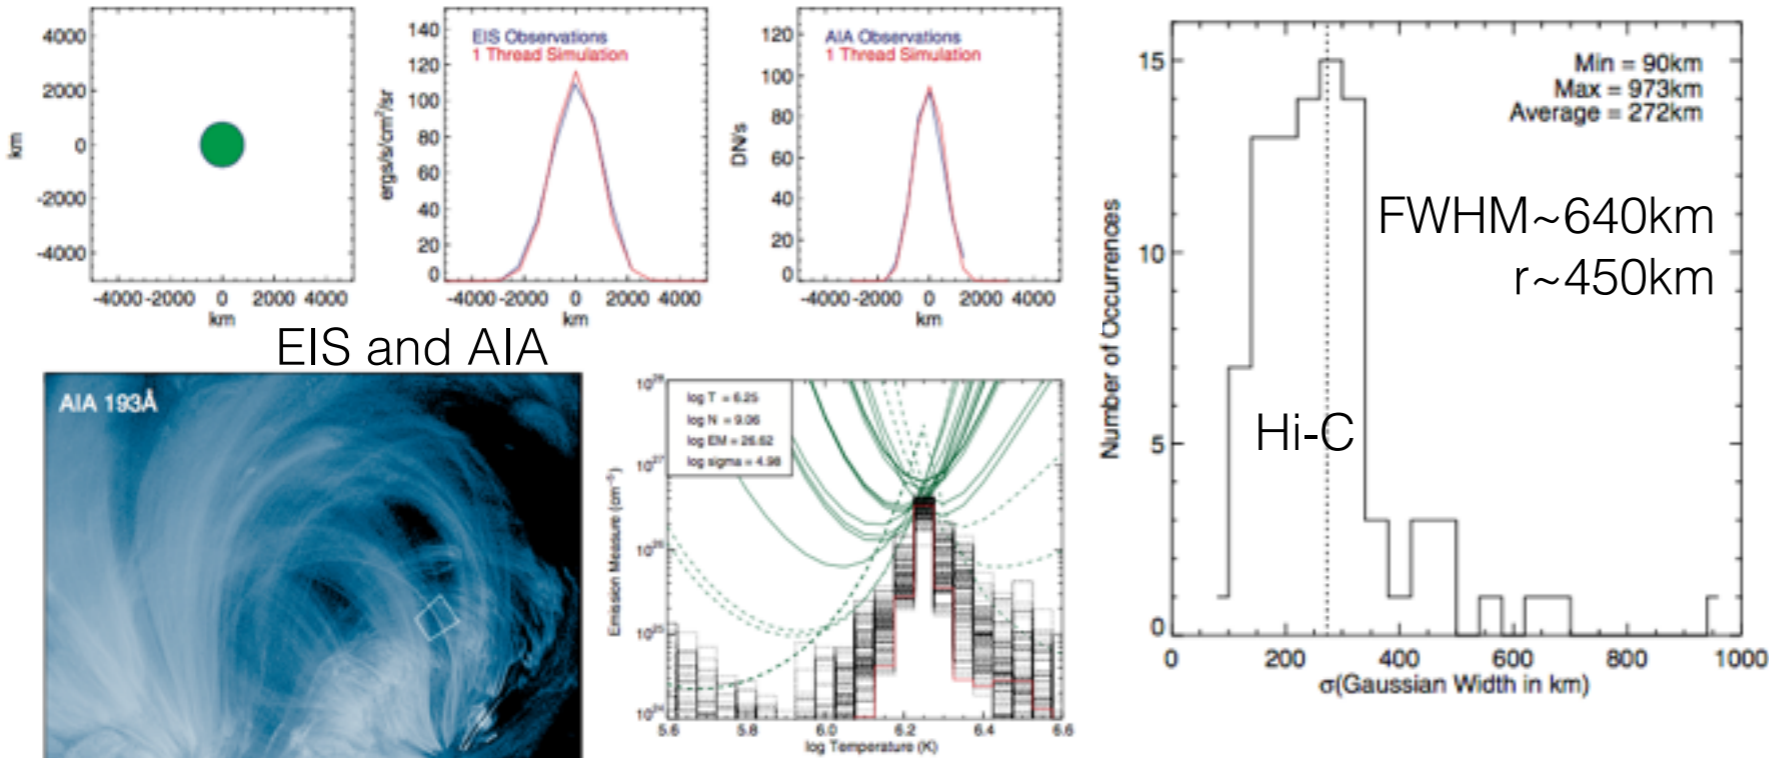 4000
2000
0
-2000
-4000
km
-4000 -2000 0 2000 4000
km
140
120
100
80
60
40
20
0
ergs/s/cm²/sr
EIS Observations
1 Thread Simulation
-4000 -2000 0 2000 4000
km
120
100
80
60
40
20
0
DN/s
AIA Observations
1 Thread Simulation
-4000 -2000 0 2000 4000
km
EIS and AIA
AIA 193Å
10²⁸
10²⁷
10²⁶
10²⁵
10²⁴
Emission Measure (cm⁻⁵)
log T = 6.25
log N = 9.06
log EM = 26.62
log sigma = 4.98
5.6 5.8 6.0 6.2 6.4 6.6
log Temperature (K)
15
10
5
0
Number of Occurrences
Min = 90km
Max = 973km
Average = 272km
FWHM~640km
r~450km
Hi-C
0 200 400 600 800 1000
σ(Gaussian Width in km)